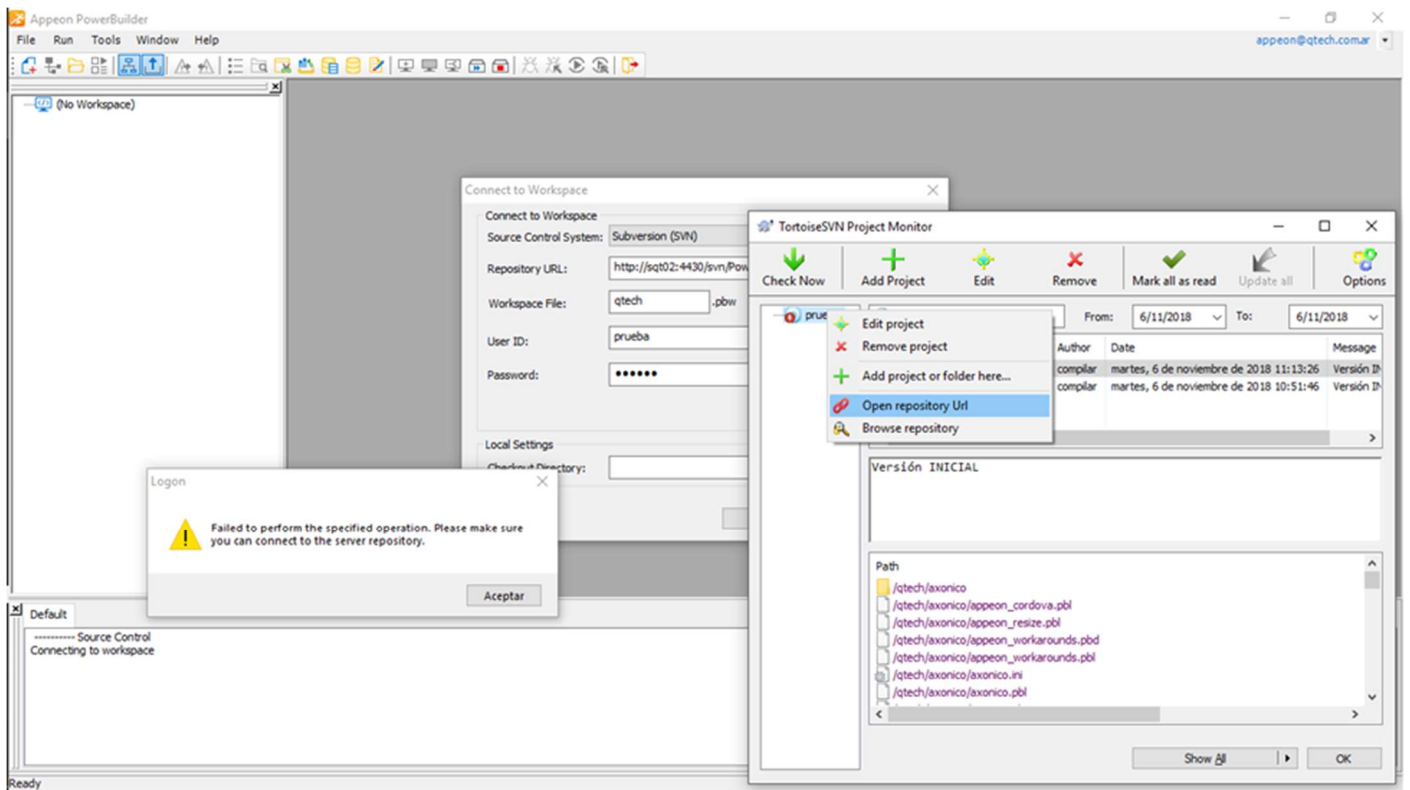 Appeon PowerBuilder
File Run Tools Window Help
appeon@qtech.com.ar
(No Workspace)
Connect to Workspace
Connect to Workspace
Source Control System: Subversion (SVN)
Repository URL: http://sqt02:4430/svn/Pow
Workspace File: qtech .pbw
User ID: prueba
Password: ••••••
Local Settings
Checkout Directory:
Logon
Failed to perform the specified operation. Please make sure
you can connect to the server repository.
Aceptar
Default
---------- Source Control
Connecting to workspace
Ready
TortoiseSVN Project Monitor
Check Now Add Project Edit Remove Mark all as read Update all Options
prue
Edit project
Remove project
Add project or folder here...
Open repository Url
Browse repository
From: 6/11/2018 To: 6/11/2018
Author Date Message
compilar martes, 6 de noviembre de 2018 11:13:26 Versión IN
compilar martes, 6 de noviembre de 2018 10:51:46 Versión IN
Versión INICIAL
Path
/qtech/axonico
/qtech/axonico/appeon_cordova.pbl
/qtech/axonico/appeon_resize.pbl
/qtech/axonico/appeon_workarounds.pbd
/qtech/axonico/appeon_workarounds.pbl
/qtech/axonico/axonico.ini
/qtech/axonico/axonico.pbl
Show All OK